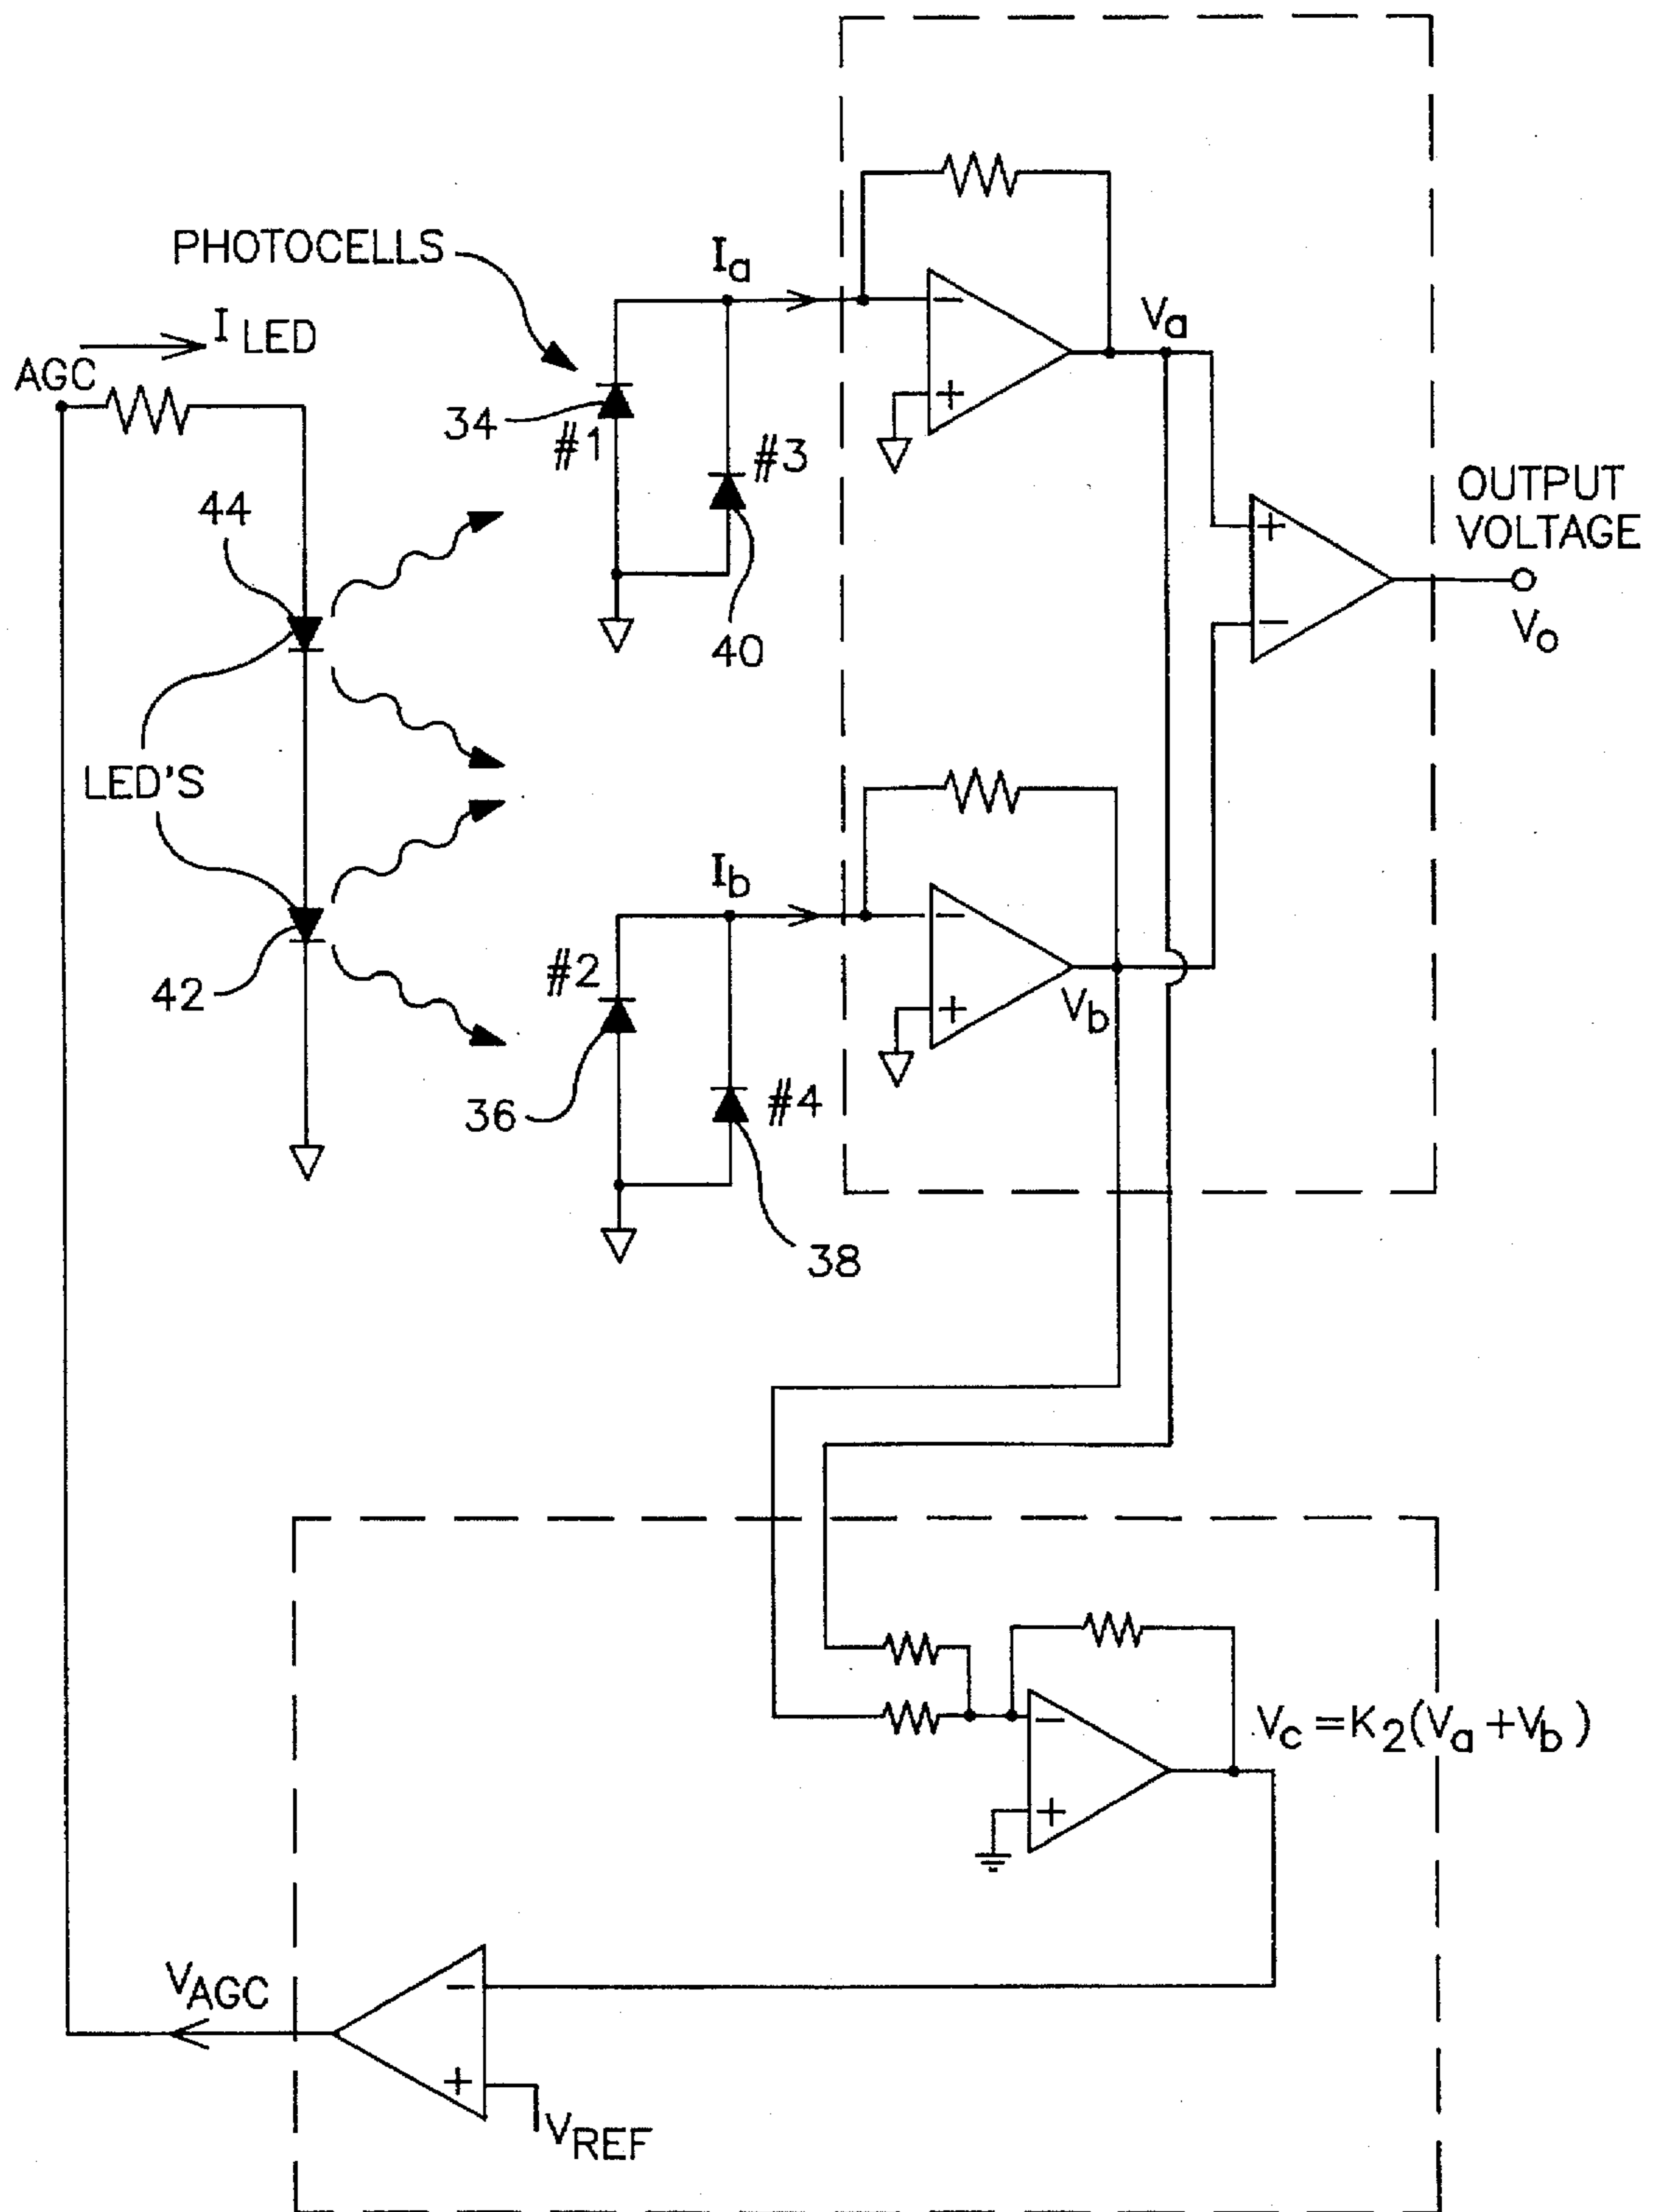 PHOTOCELLS
I LED
AGC
Ia
Va
34
#1
#3
40
44
OUTPUT
VOLTAGE
Vo
LED'S
Ib
42
#2
36
#4
38
Vb
Vc=K2(Va+Vb)
VAGC
VREF